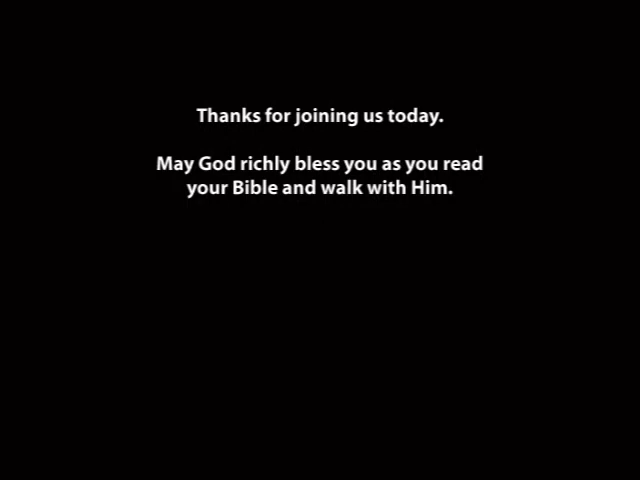 Thanks for joining us today.
May God richly bless you as you read
your Bible and walk with Him.